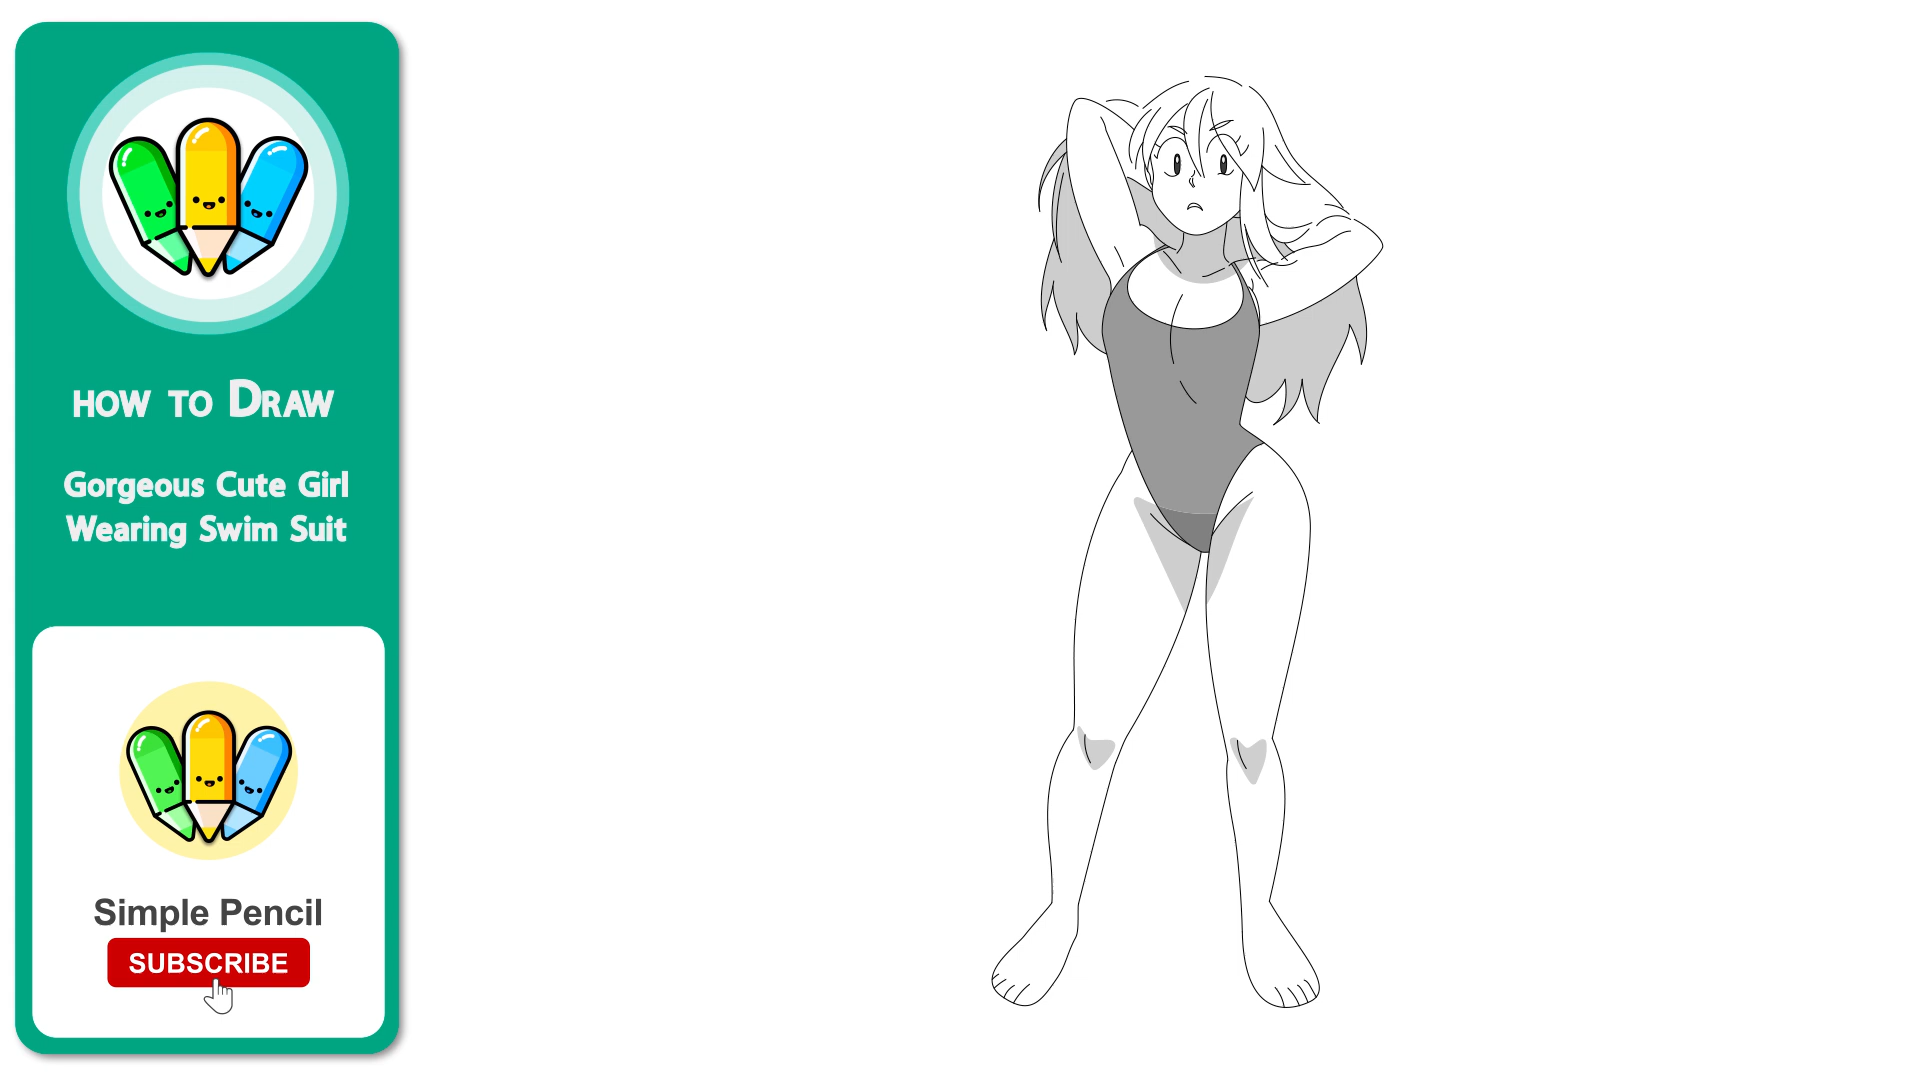 HOW TO DRAW
Gorgeous Cute Girl
Wearing Swim Suit
Simple Pencil
SUBSCRIBE